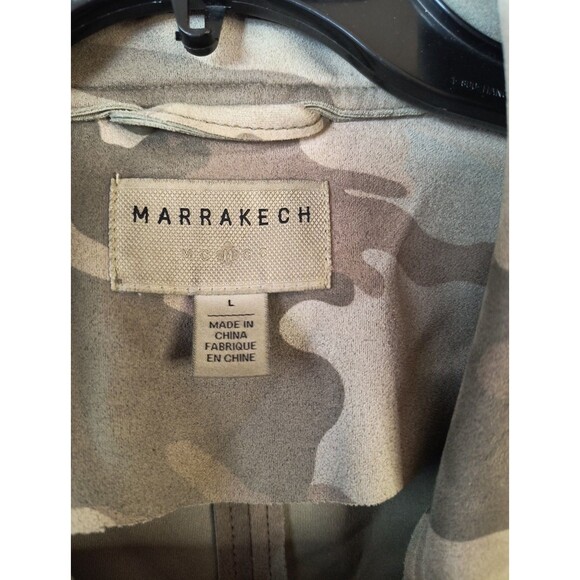 MARRAKECH
L
MADE IN
CHINA
FABRIQUE
EN CHINE